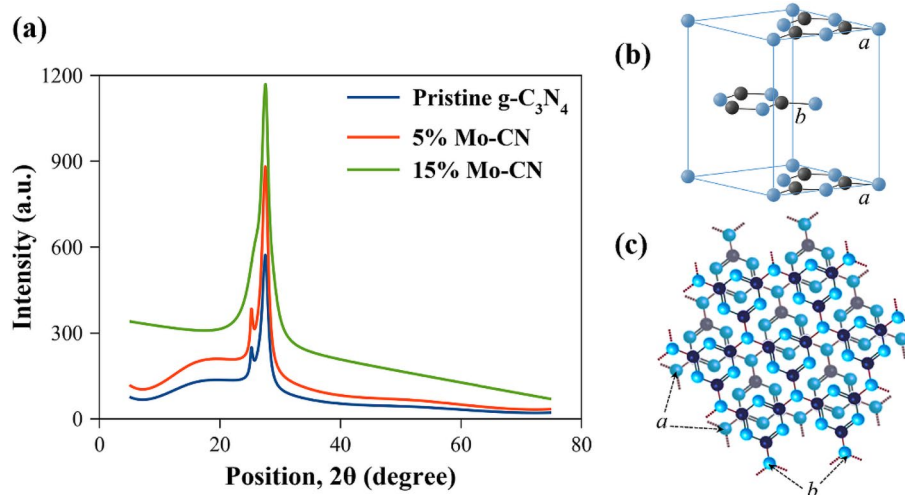 (a)
1200
900
600
300
0
Intensity (a.u.)
Pristine g-C₃N₄
5% Mo-CN
15% Mo-CN
0 20 40 60 80
Position, 2θ (degree)
(b)
a
b
a
(c)
a
b